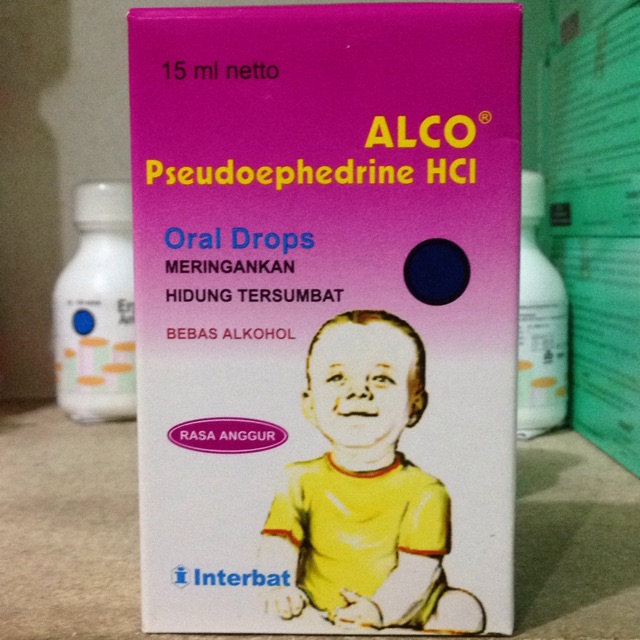 15 ml netto
ALCO®
Pseudoephedrine HCl
Oral Drops
MERINGANKAN
HIDUNG TERSUMBAT
BEBAS ALKOHOL
RASA ANGGUR
Interbat